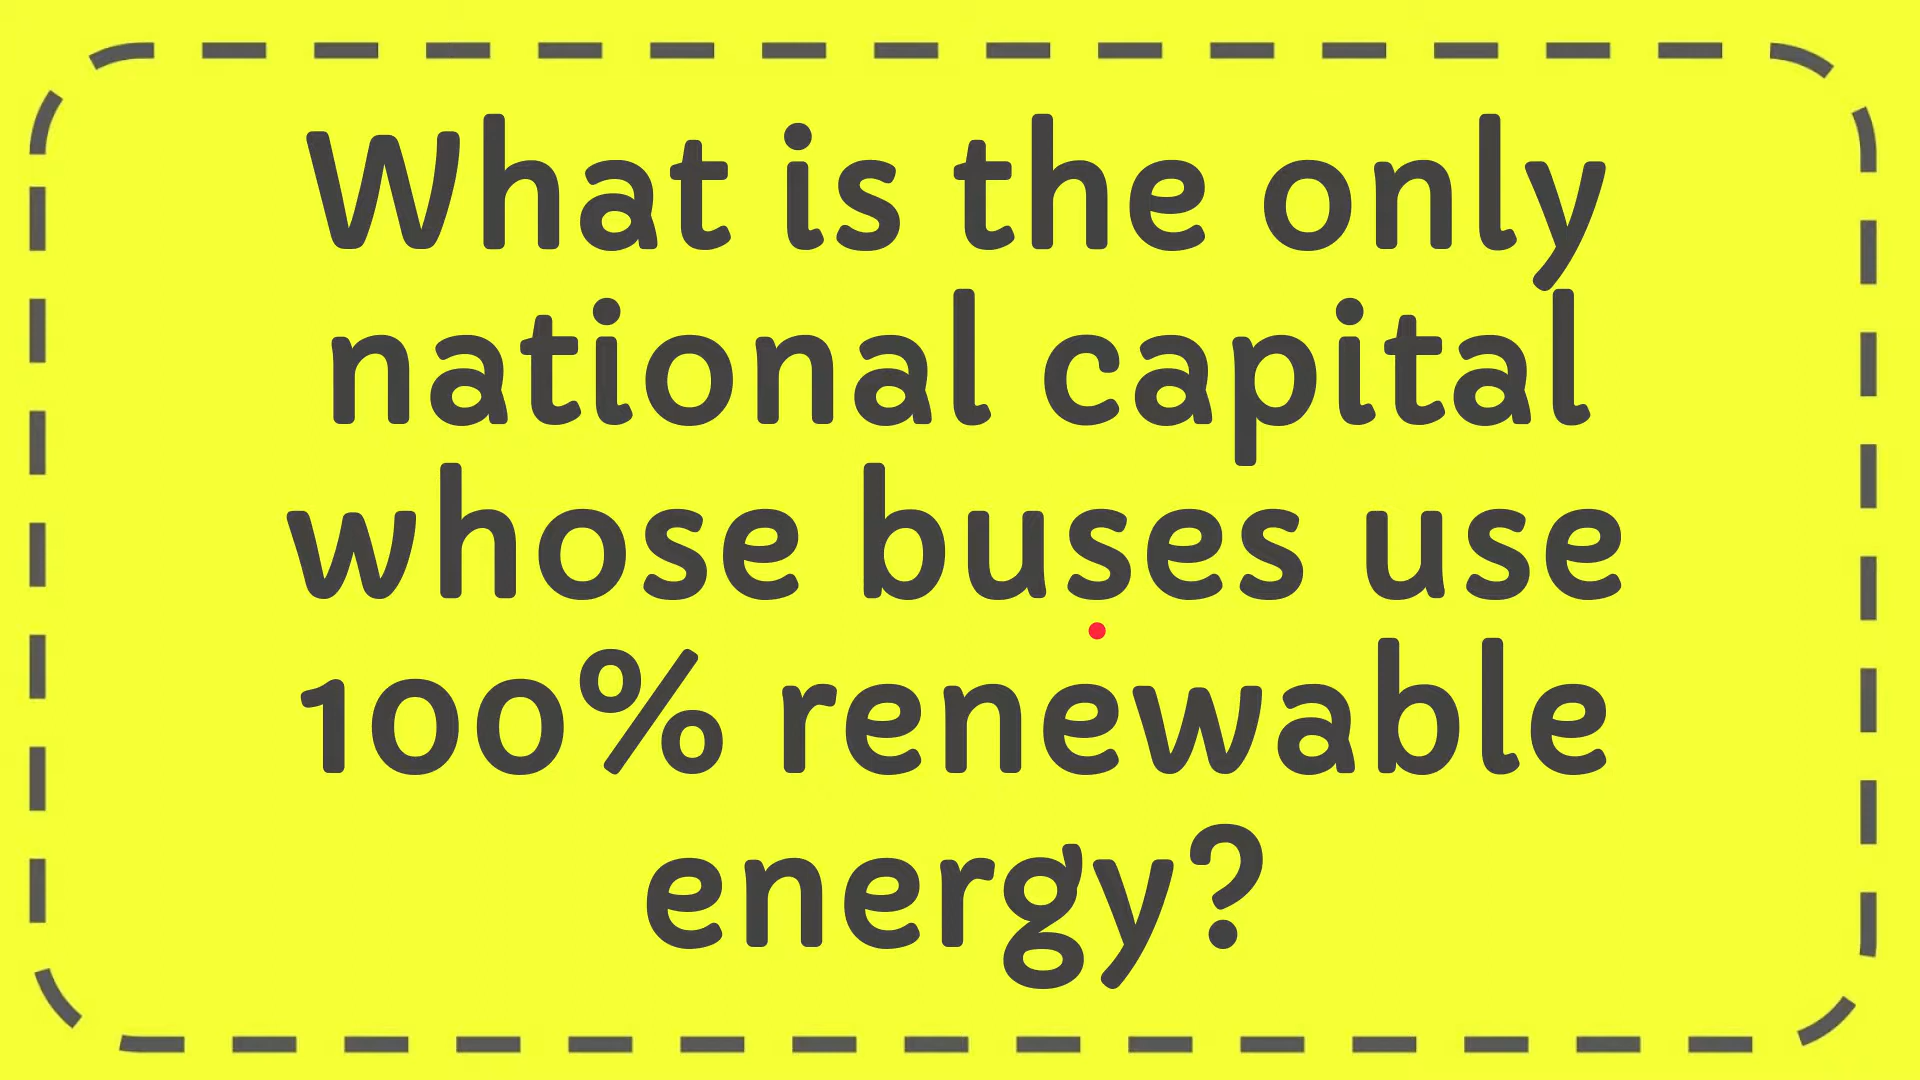 What is the only
national capital
whose buses use
100% renewable
energy?